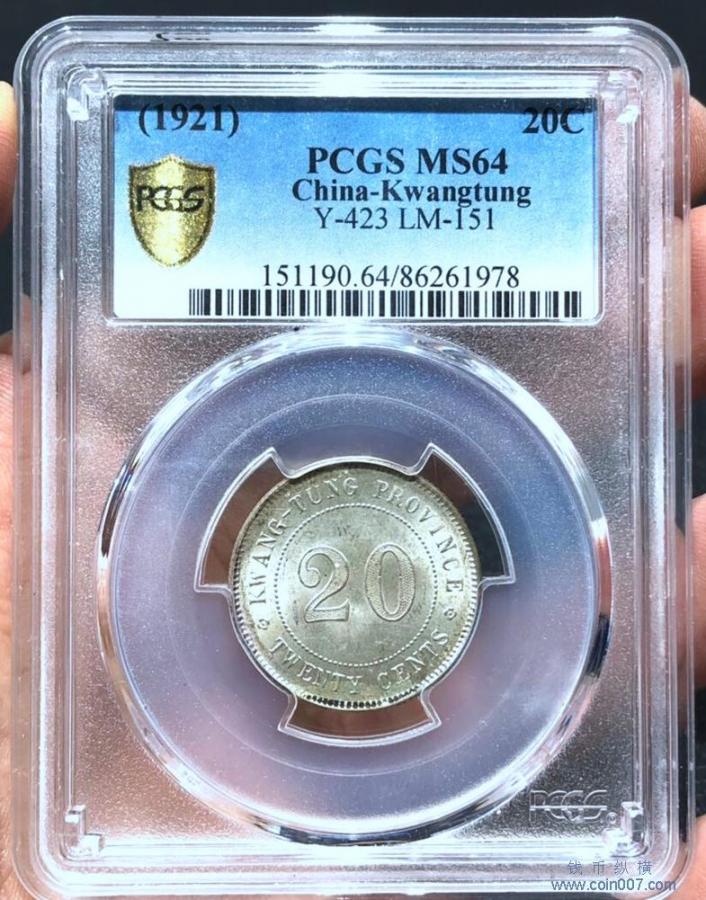 (1921) 20C
PCGS MS64
PCGS
China-Kwangtung
Y-423 LM-151
151190.64/86261978
KWANG-TUNG PROVINCE
20
TWENTY CENTS
PCGS
钱币纵横
www.coin007.com